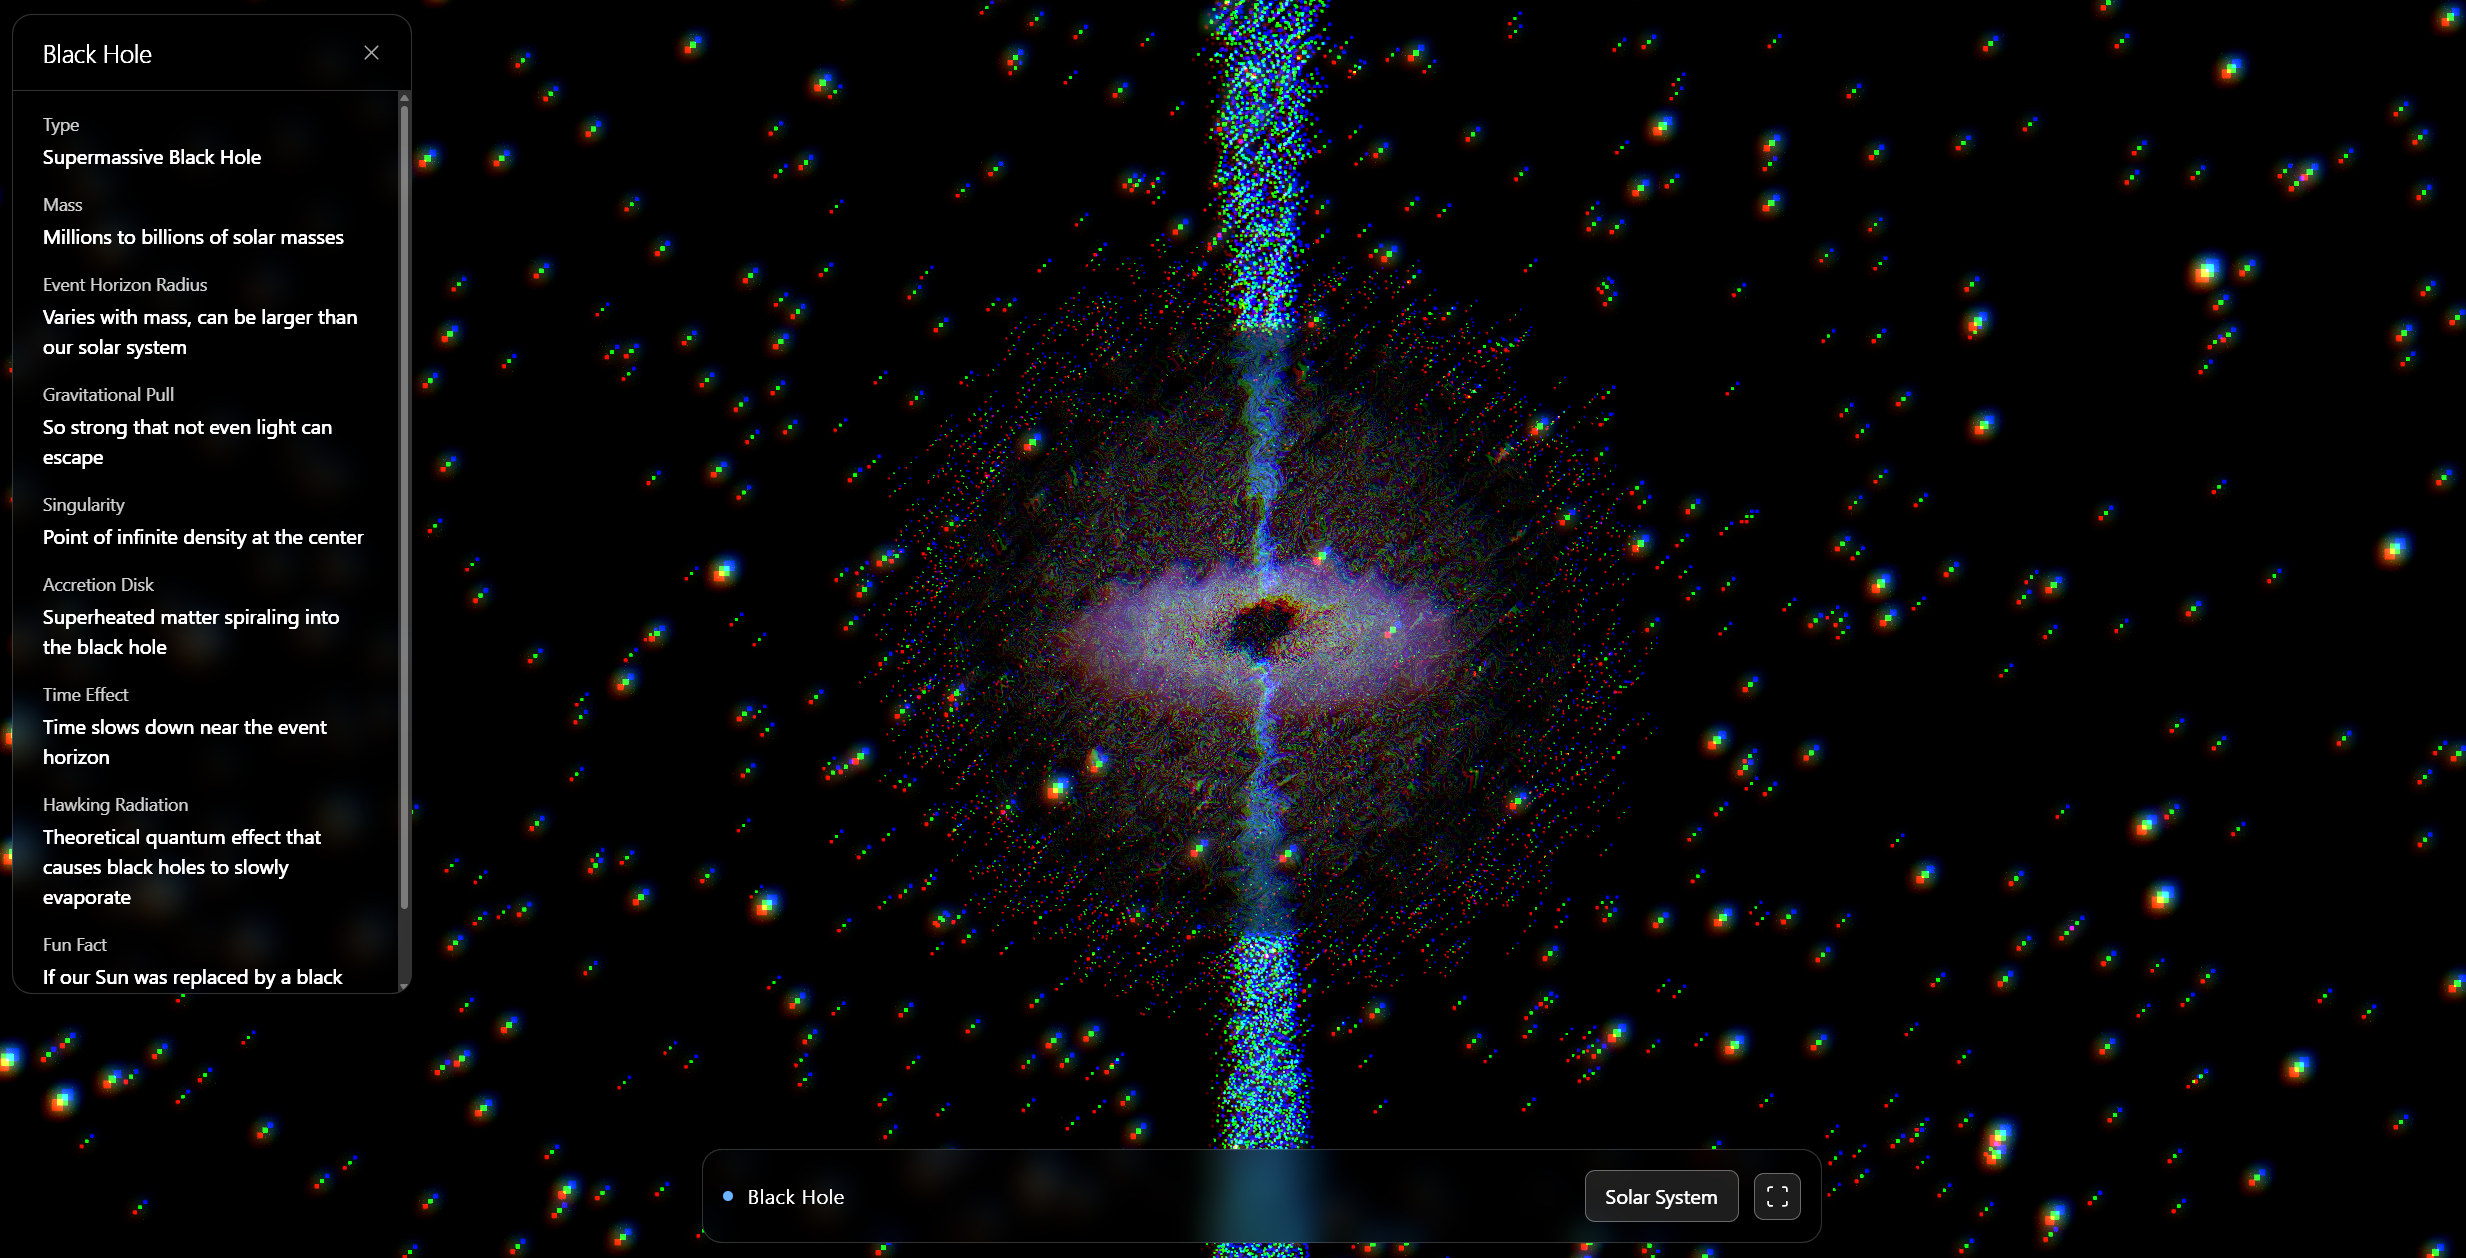 Black Hole
Type
Supermassive Black Hole
Mass
Millions to billions of solar masses
Event Horizon Radius
Varies with mass, can be larger than
our solar system
Gravitational Pull
So strong that not even light can
escape
Singularity
Point of infinite density at the center
Accretion Disk
Superheated matter spiraling into
the black hole
Time Effect
Time slows down near the event
horizon
Hawking Radiation
Theoretical quantum effect that
causes black holes to slowly
evaporate
Fun Fact
If our Sun was replaced by a black
Black Hole
Solar System